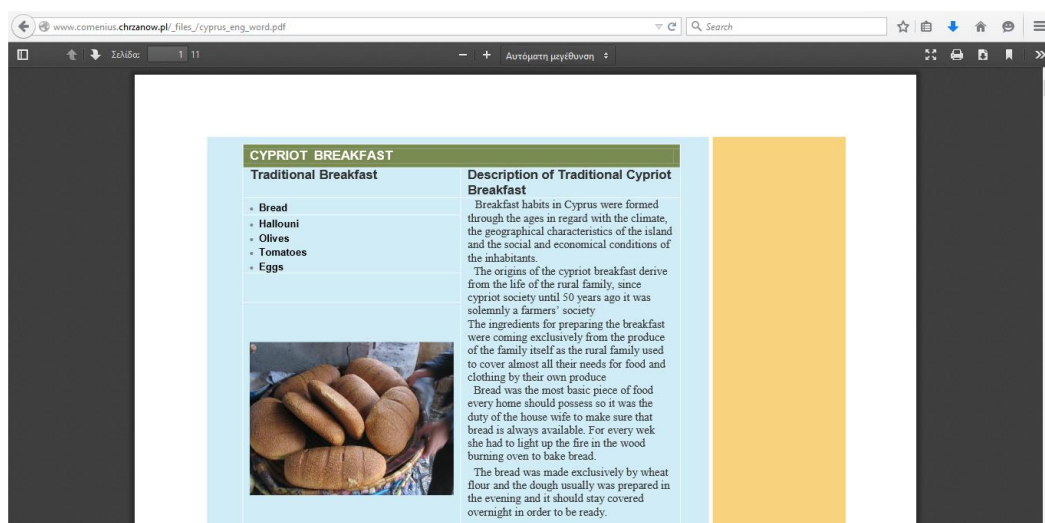 www.comenius.chrzanow.pl/_files_/cyprus_eng_word.pdf
Search
Σελίδα: 1 11
Αυτόματη μεγέθυνση
CYPRIOT BREAKFAST
Traditional Breakfast
Bread
Hallouni
Olives
Tomatoes
Eggs
Description of Traditional Cypriot
Breakfast
Breakfast habits in Cyprus were formed
through the ages in regard with the climate,
the geographical characteristics of the island
and the social and economical conditions of
the inhabitants.
The origins of the cypriot breakfast derive
from the life of the rural family, since
cypriot society until 50 years ago it was
solemnly a farmers’ society
The ingredients for preparing the breakfast
were coming exclusively from the produce
of the family itself as the rural family used
to cover almost all their needs for food and
clothing by their own produce
Bread was the most basic piece of food
every home should possess so it was the
duty of the house wife to make sure that
bread is always available. For every wek
she had to light up the fire in the wood
burning oven to bake bread.
The bread was made exclusively by wheat
flour and the dough usually was prepared in
the evening and it should stay covered
overnight in order to be ready.